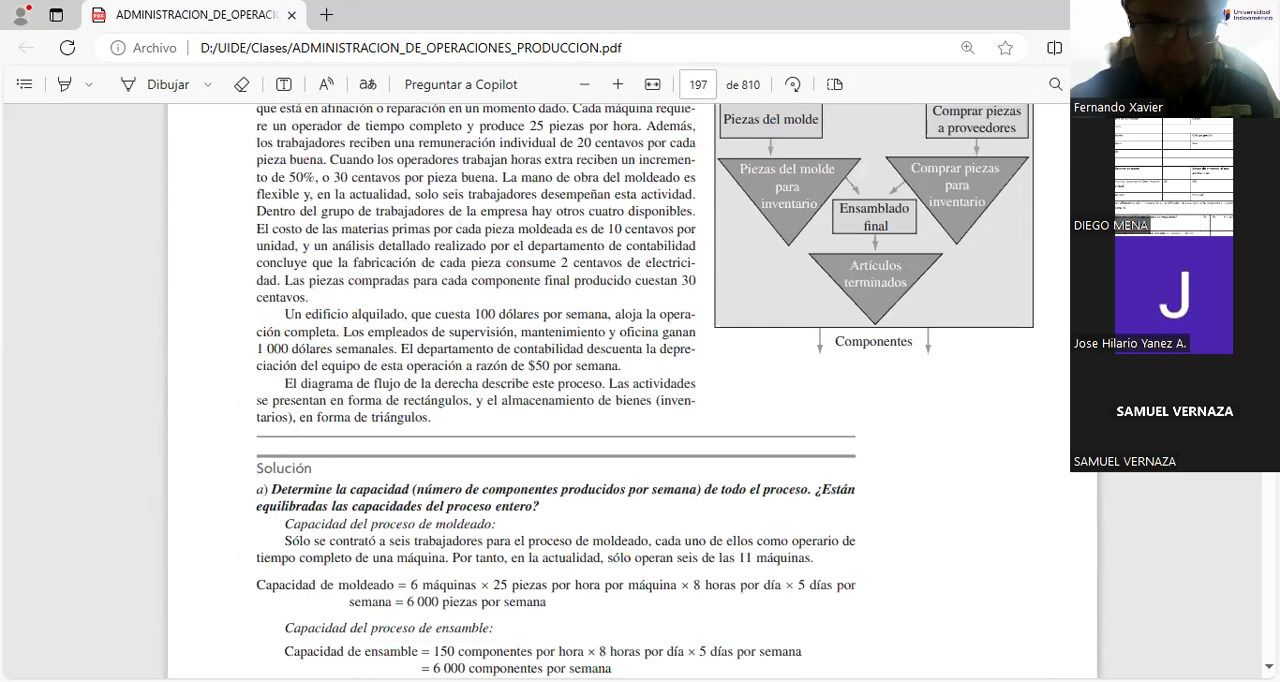 ADMINISTRACION_DE_OPERACI
Archivo
D:/UIDE/Clases/ADMINISTRACION_DE_OPERACIONES_PRODUCCION.pdf
Dibujar
Preguntar a Copilot
197
de 810
que está en afinación o reparación en un momento dado. Cada máquina requie-
re un operador de tiempo completo y produce 25 piezas por hora. Además,
los trabajadores reciben una remuneración individual de 20 centavos por cada
pieza buena. Cuando los operadores trabajan horas extra reciben un incremen-
to de 50%, o 30 centavos por pieza buena. La mano de obra del moldeado es
flexible y, en la actualidad, sólo seis trabajadores desempeñan esta actividad.
Dentro del grupo de trabajadores de la empresa hay otros cuatro disponibles.
El costo de las materias primas por cada pieza moldeada es de 10 centavos por
unidad, y un análisis detallado realizado por el departamento de contabilidad
concluye que la fabricación de cada pieza consume 2 centavos de electrici-
dad. Las piezas compradas para cada componente final producido cuestan 30
centavos.
Un edificio alquilado, que cuesta 100 dólares por semana, aloja la opera-
ción completa. Los empleados de supervisión, mantenimiento y oficina ganan
1 000 dólares semanales. El departamento de contabilidad descuenta la depre-
ciación del equipo de esta operación a razón de $50 por semana.
El diagrama de flujo de la derecha describe este proceso. Las actividades
se presentan en forma de rectángulos, y el almacenamiento de bienes (inven-
tarios), en forma de triángulos.
Piezas del molde
Comprar piezas
a proveedores
Piezas del molde
para
inventario
Comprar piezas
para
inventario
Ensamblado
final
Artículos
terminados
Componentes
Solución
a) Determine la capacidad (número de componentes producidos por semana) de todo el proceso. ¿Están
equilibradas las capacidades del proceso entero?
Capacidad del proceso de moldeado:
Sólo se contrató a seis trabajadores para el proceso de moldeado, cada uno de ellos como operario de
tiempo completo de una máquina. Por tanto, en la actualidad, sólo operan seis de las 11 máquinas.
Capacidad de moldeado = 6 máquinas × 25 piezas por hora por máquina × 8 horas por día × 5 días por
semana = 6 000 piezas por semana
Capacidad del proceso de ensamble:
Capacidad de ensamble = 150 componentes por hora × 8 horas por día × 5 días por semana
= 6 000 componentes por semana
Universidad
Indoamérica
Fernando Xavier
DIEGO MENA
J
Jose Hilario Yanez A.
SAMUEL VERNAZA
SAMUEL VERNAZA